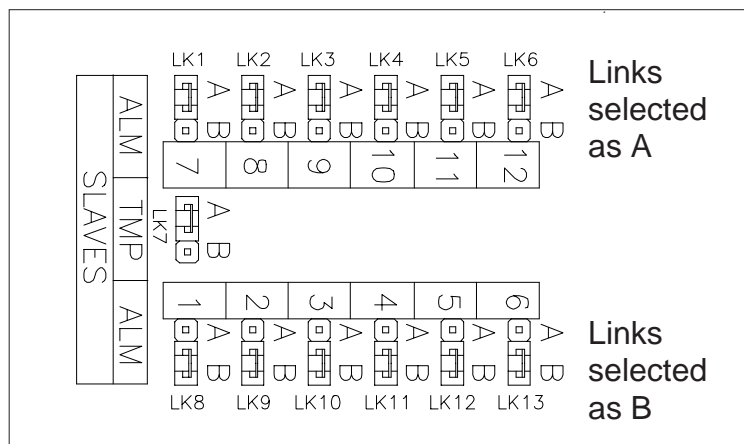 LK1 LK2 LK3 LK4 LK5 LK6
A A A A A A
B B B B B B
Links
selected
as A
7 8 9 10 11 12
SLAVES
ALM
TMP
ALM
LK7
A
B
1 2 3 4 5 6
A A A A A A
B B B B B B
LK8 LK9 LK10 LK11 LK12 LK13
Links
selected
as B